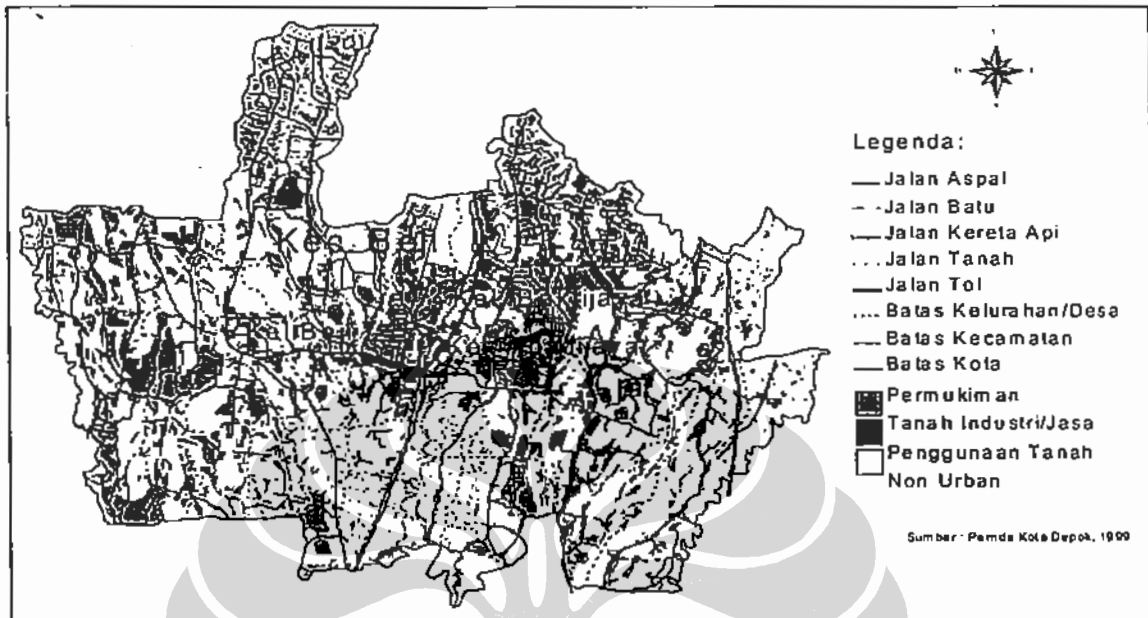 Legenda:
Jalan Aspal
Jalan Batu
Jalan Kereta Api
Jalan Tanah
Jalan Tol
Batas Kelurahan/Desa
Batas Kecamatan
Batas Kota
Permukiman
Tanah Industri/Jasa
Penggunaan Tanah
Non Urban
Sumber: Pemda Kota Depok, 1999